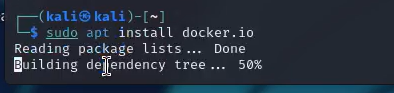 ┌──(kali㉿kali)-[~]
└─$ sudo apt install docker.io
Reading package lists... Done
Building dependency tree... 50%